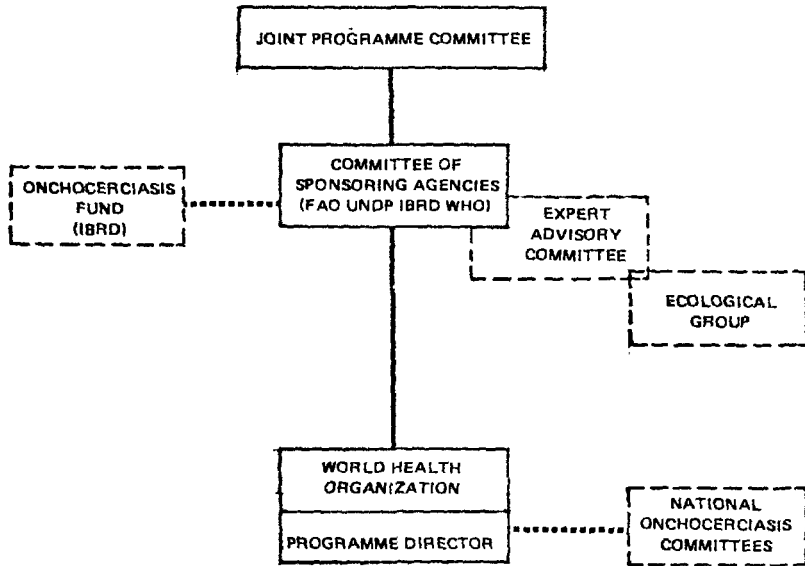 JOINT PROGRAMME COMMITTEE
COMMITTEE OF
SPONSORING AGENCIES
(FAO UNDP IBRD WHO)
ONCHOCERCIASIS
FUND
(IBRD)
EXPERT
ADVISORY
COMMITTEE
ECOLOGICAL
GROUP
WORLD HEALTH
ORGANIZATION
PROGRAMME DIRECTOR
NATIONAL
ONCHOCERCIASIS
COMMITTEES